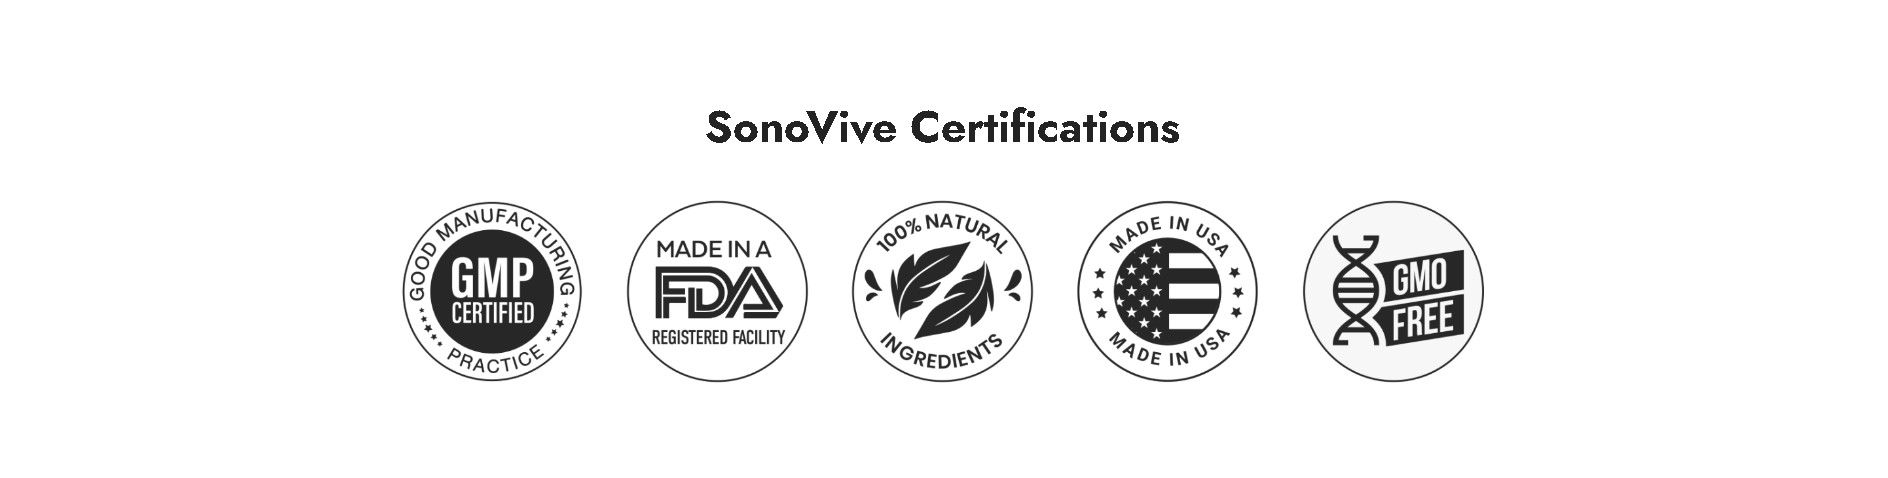 SonoVive Certifications
GOOD MANUFACTURING
GMP
CERTIFIED
PRACTICE
MADE IN A
FDA
REGISTERED FACILITY
100% NATURAL
INGREDIENTS
MADE IN USA
MADE IN USA
GMO
FREE